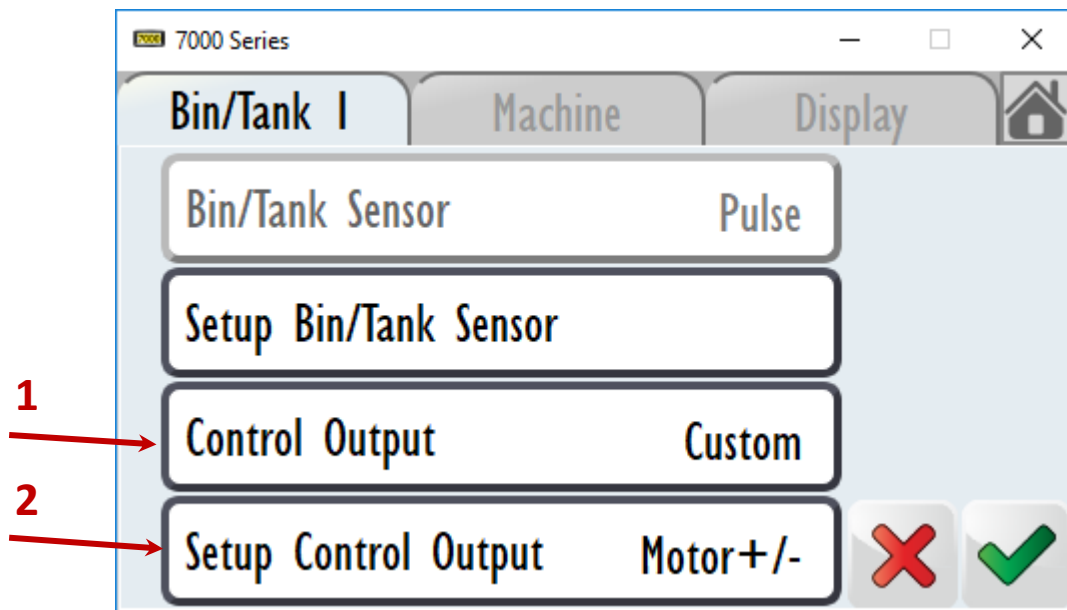 7000 7000 Series
Bin/Tank 1 Machine Display
Bin/Tank Sensor Pulse
Setup Bin/Tank Sensor
1
Control Output Custom
2
Setup Control Output Motor+/-